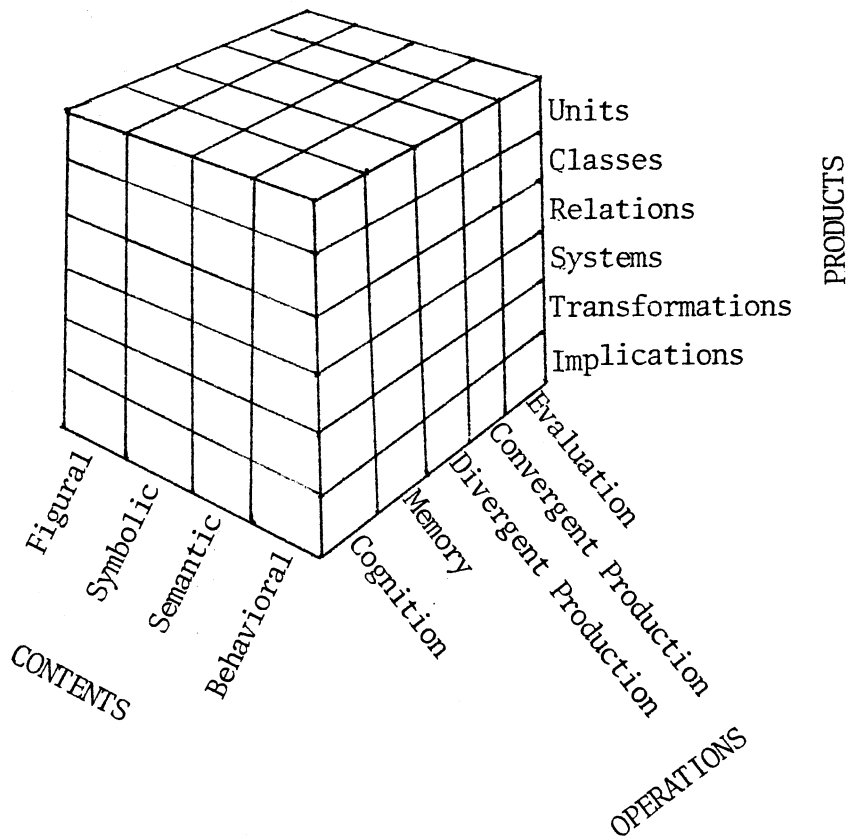 Units
Classes
Relations
Systems
Transformations
Implications
PRODUCTS
Figural
Symbolic
Semantic
Behavioral
CONTENTS
Cognition
Memory
Divergent Production
Convergent Production
Evaluation
OPERATIONS